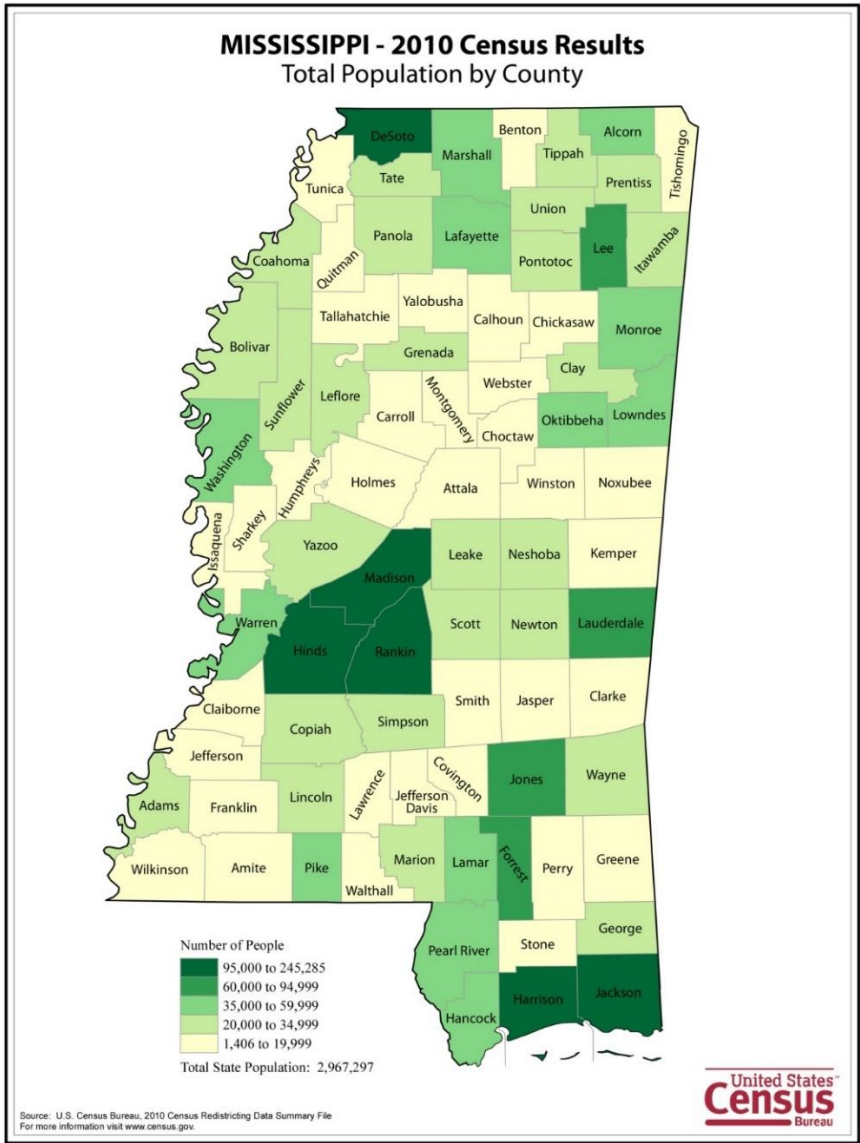 MISSISSIPPI - 2010 Census Results
Total Population by County
DeSoto
Benton
Alcorn
Marshall
Tippah
Tishomingo
Tunica
Tate
Prentiss
Union
Panola
Lafayette
Lee
Itawamba
Coahoma
Quitman
Pontotoc
Yalobusha
Tallahatchie
Calhoun
Chickasaw
Monroe
Bolivar
Grenada
Clay
Sunflower
Leflore
Webster
Carroll
Montgomery
Oktibbeha
Lowndes
Washington
Choctaw
Humphreys
Holmes
Attala
Winston
Noxubee
Issaquena
Sharkey
Yazoo
Leake
Neshoba
Kemper
Madison
Warren
Scott
Newton
Lauderdale
Hinds
Rankin
Smith
Jasper
Clarke
Claiborne
Copiah
Simpson
Jefferson
Lawrence
Covington
Jones
Wayne
Adams
Franklin
Lincoln
Jefferson
Davis
Wilkinson
Amite
Pike
Walthall
Marion
Lamar
Forrest
Perry
Greene
George
Pearl River
Stone
Hancock
Harrison
Jackson
Number of People
95,000 to 245,285
60,000 to 94,999
35,000 to 59,999
20,000 to 34,999
1,406 to 19,999
Total State Population: 2,967,297
Source: U.S. Census Bureau, 2010 Census Redistricting Data Summary File
For more information visit www.census.gov.
United States™
Census
Bureau